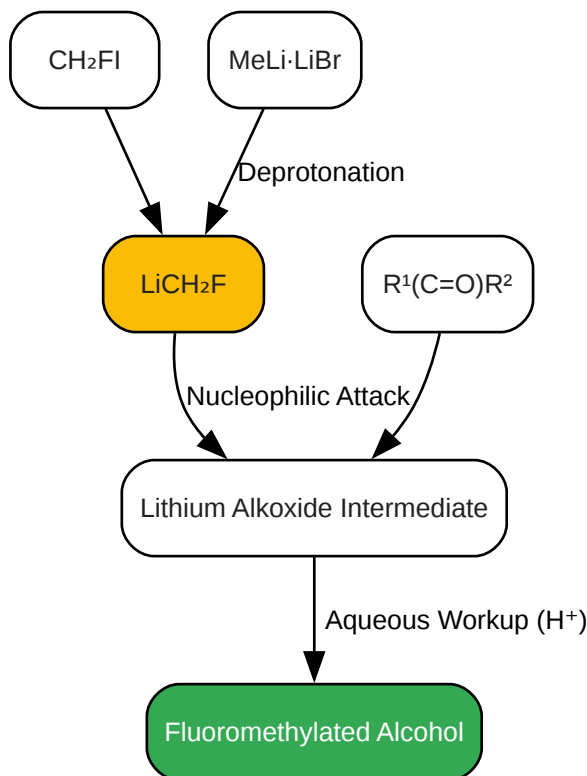 CH₂FI
MeLi·LiBr
Deprotonation
LiCH₂F
R¹(C=O)R²
Nucleophilic Attack
Lithium Alkoxide Intermediate
Aqueous Workup (H⁺)
Fluoromethylated Alcohol